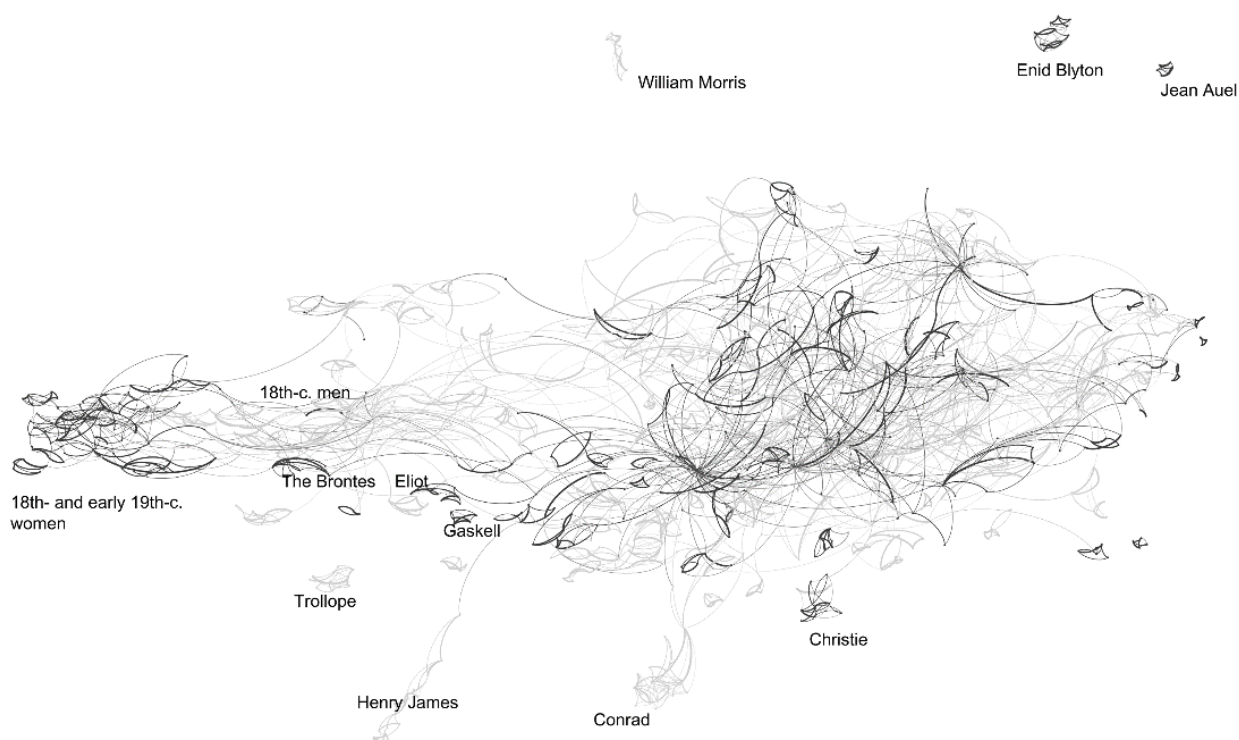 Enid Blyton
William Morris
Jean Auel
18th-c. men
The Brontes
Eliot
18th- and early 19th-c.
women
Gaskell
Trollope
Christie
Henry James
Conrad